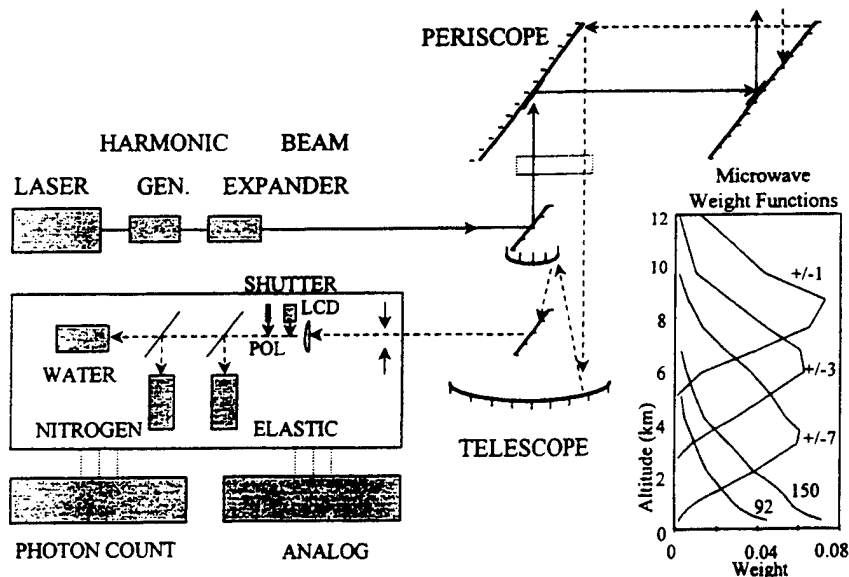 PERISCOPE
HARMONIC BEAM
LASER GEN. EXPANDER
SHUTTER
LCD
POL
WATER
NITROGEN ELASTIC
PHOTON COUNT ANALOG
TELESCOPE
Microwave
Weight Functions
12
10
8
6
4
2
0
Altitude (km)
+/-1
+/-3
+/-7
150
92
0 0.04 0.08
Weight